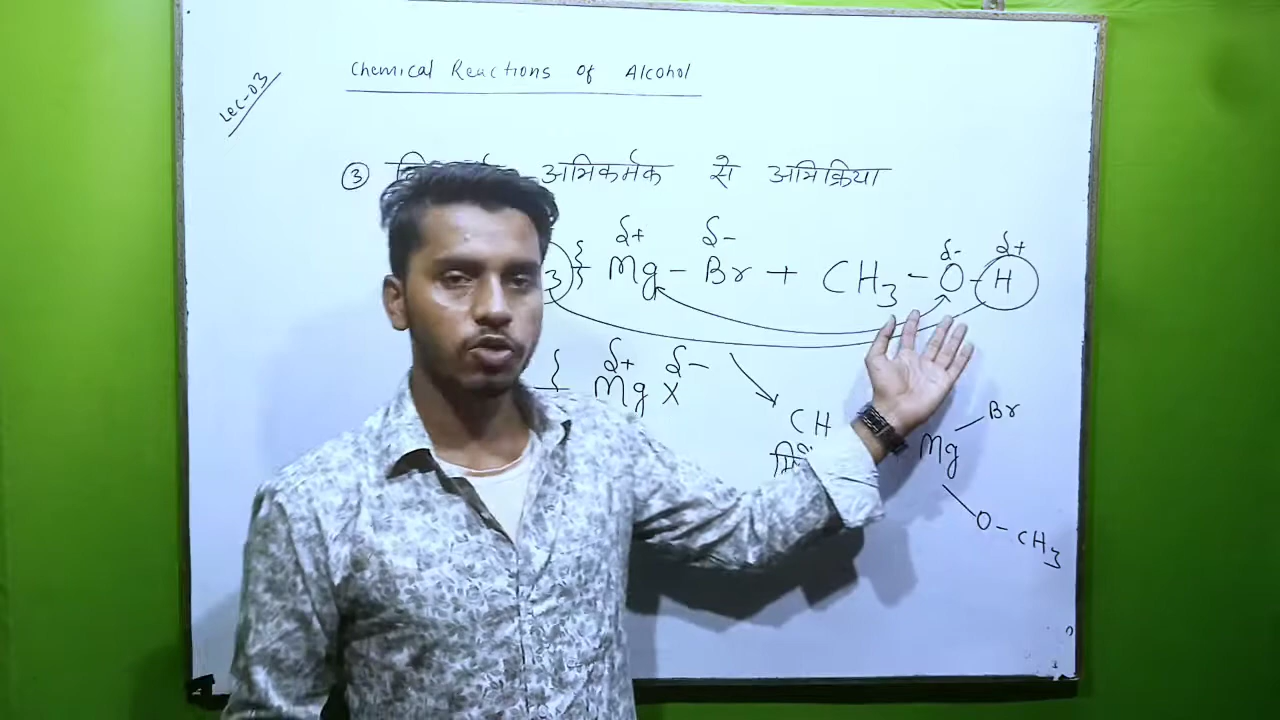 Lec-03
Chemical Reactions of Alcohol
③ अभिकर्मक से अभिक्रिया
δ+ δ- δ- δ+
3 } Mg - Br + CH3 - O - H
δ+ δ-
{ Mg X
CH
Mg
Br
O - CH3